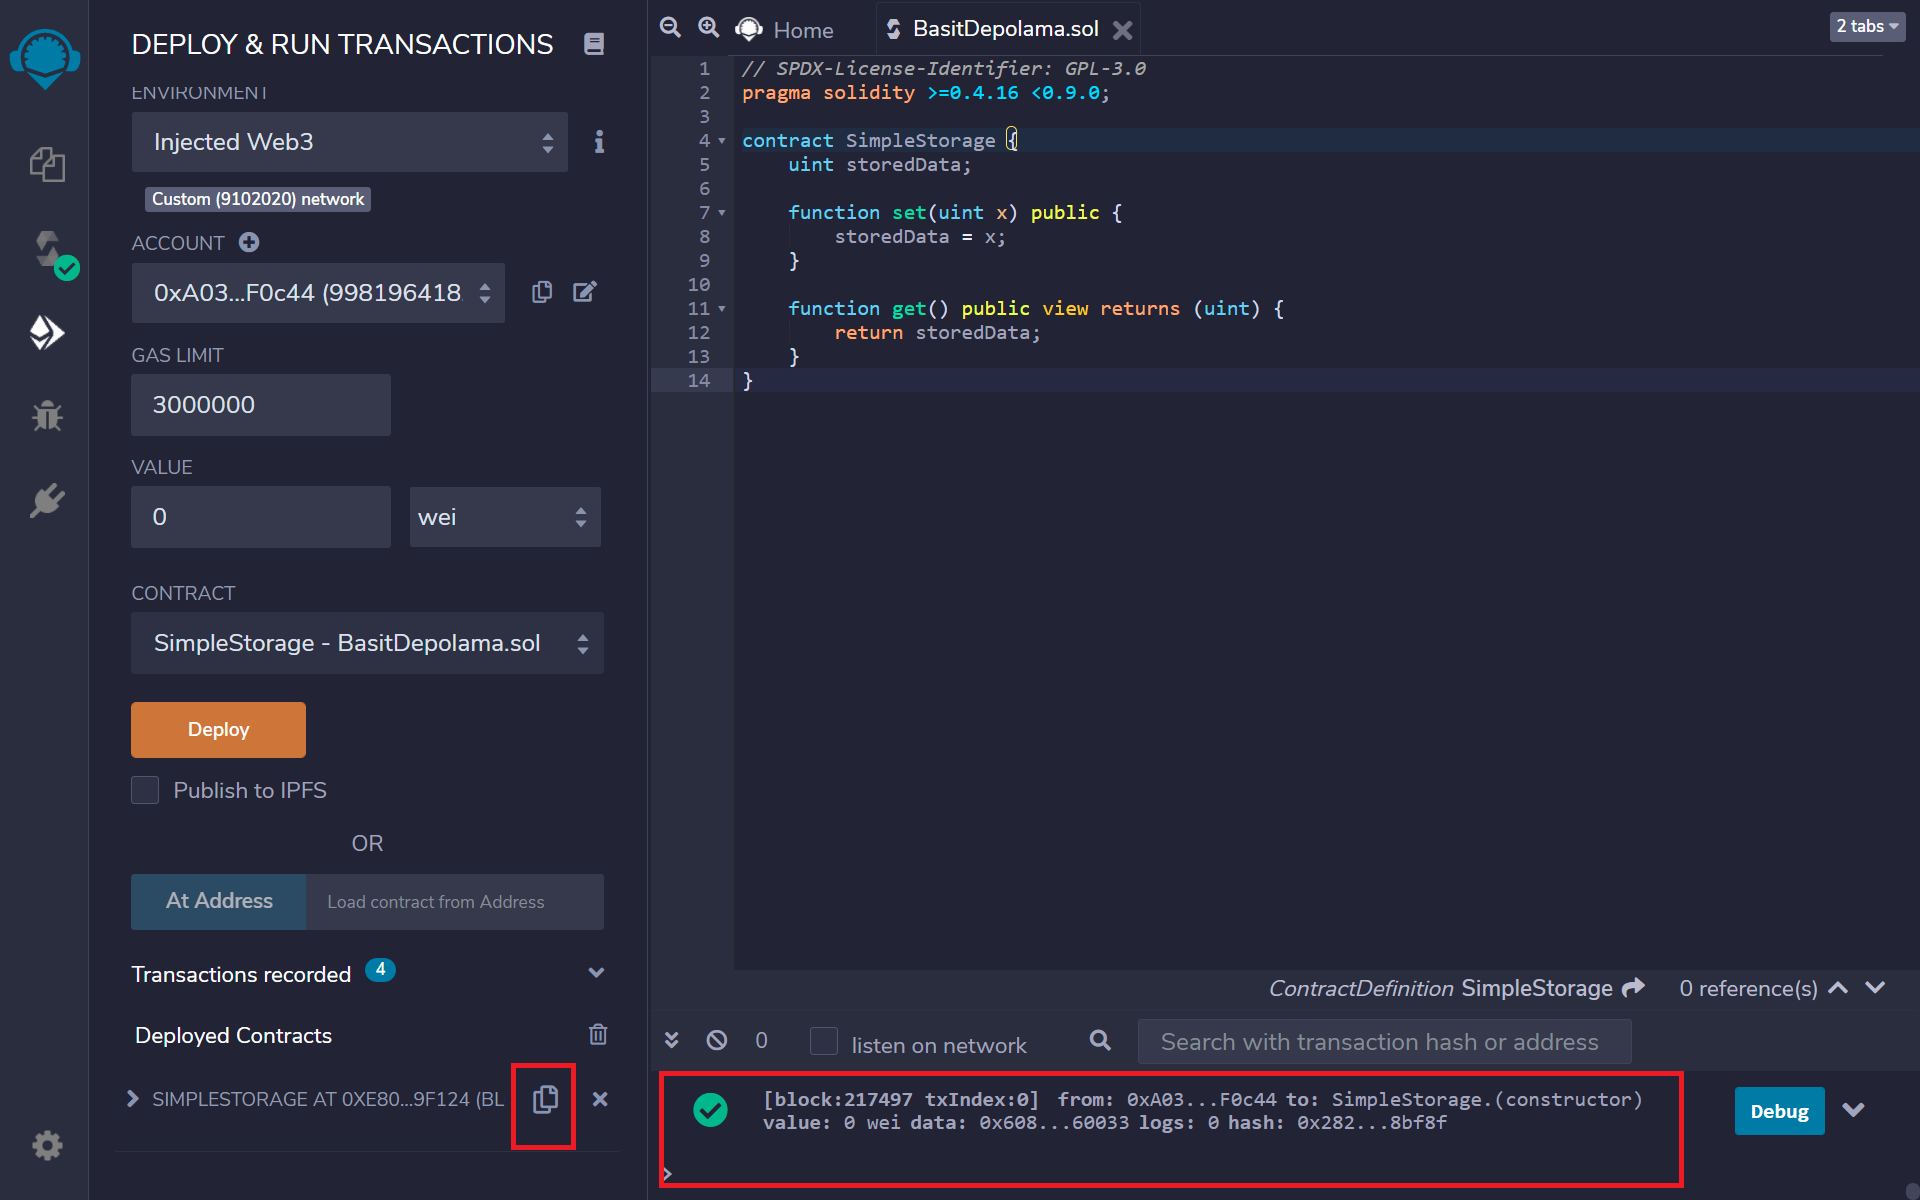 DEPLOY & RUN TRANSACTIONS
ENVIRONMENT
Injected Web3
Custom (9102020) network
ACCOUNT
0xA03...F0c44 (998196418
GAS LIMIT
3000000
VALUE
0
wei
CONTRACT
SimpleStorage - BasitDepolama.sol
Deploy
Publish to IPFS
OR
At Address
Load contract from Address
Transactions recorded 4
Deployed Contracts
SIMPLESTORAGE AT 0XE80...9F124 (BL
Home
BasitDepolama.sol
2 tabs
1 // SPDX-License-Identifier: GPL-3.0
2 pragma solidity >=0.4.16 <0.9.0;
3
4 contract SimpleStorage {
5     uint storedData;
6
7     function set(uint x) public {
8         storedData = x;
9     }
10
11     function get() public view returns (uint) {
12         return storedData;
13     }
14 }
ContractDefinition SimpleStorage 0 reference(s)
0
listen on network
Search with transaction hash or address
[block:217497 txIndex:0] from: 0xA03...F0c44 to: SimpleStorage.(constructor)
value: 0 wei data: 0x608...60033 logs: 0 hash: 0x282...8bf8f
Debug
>